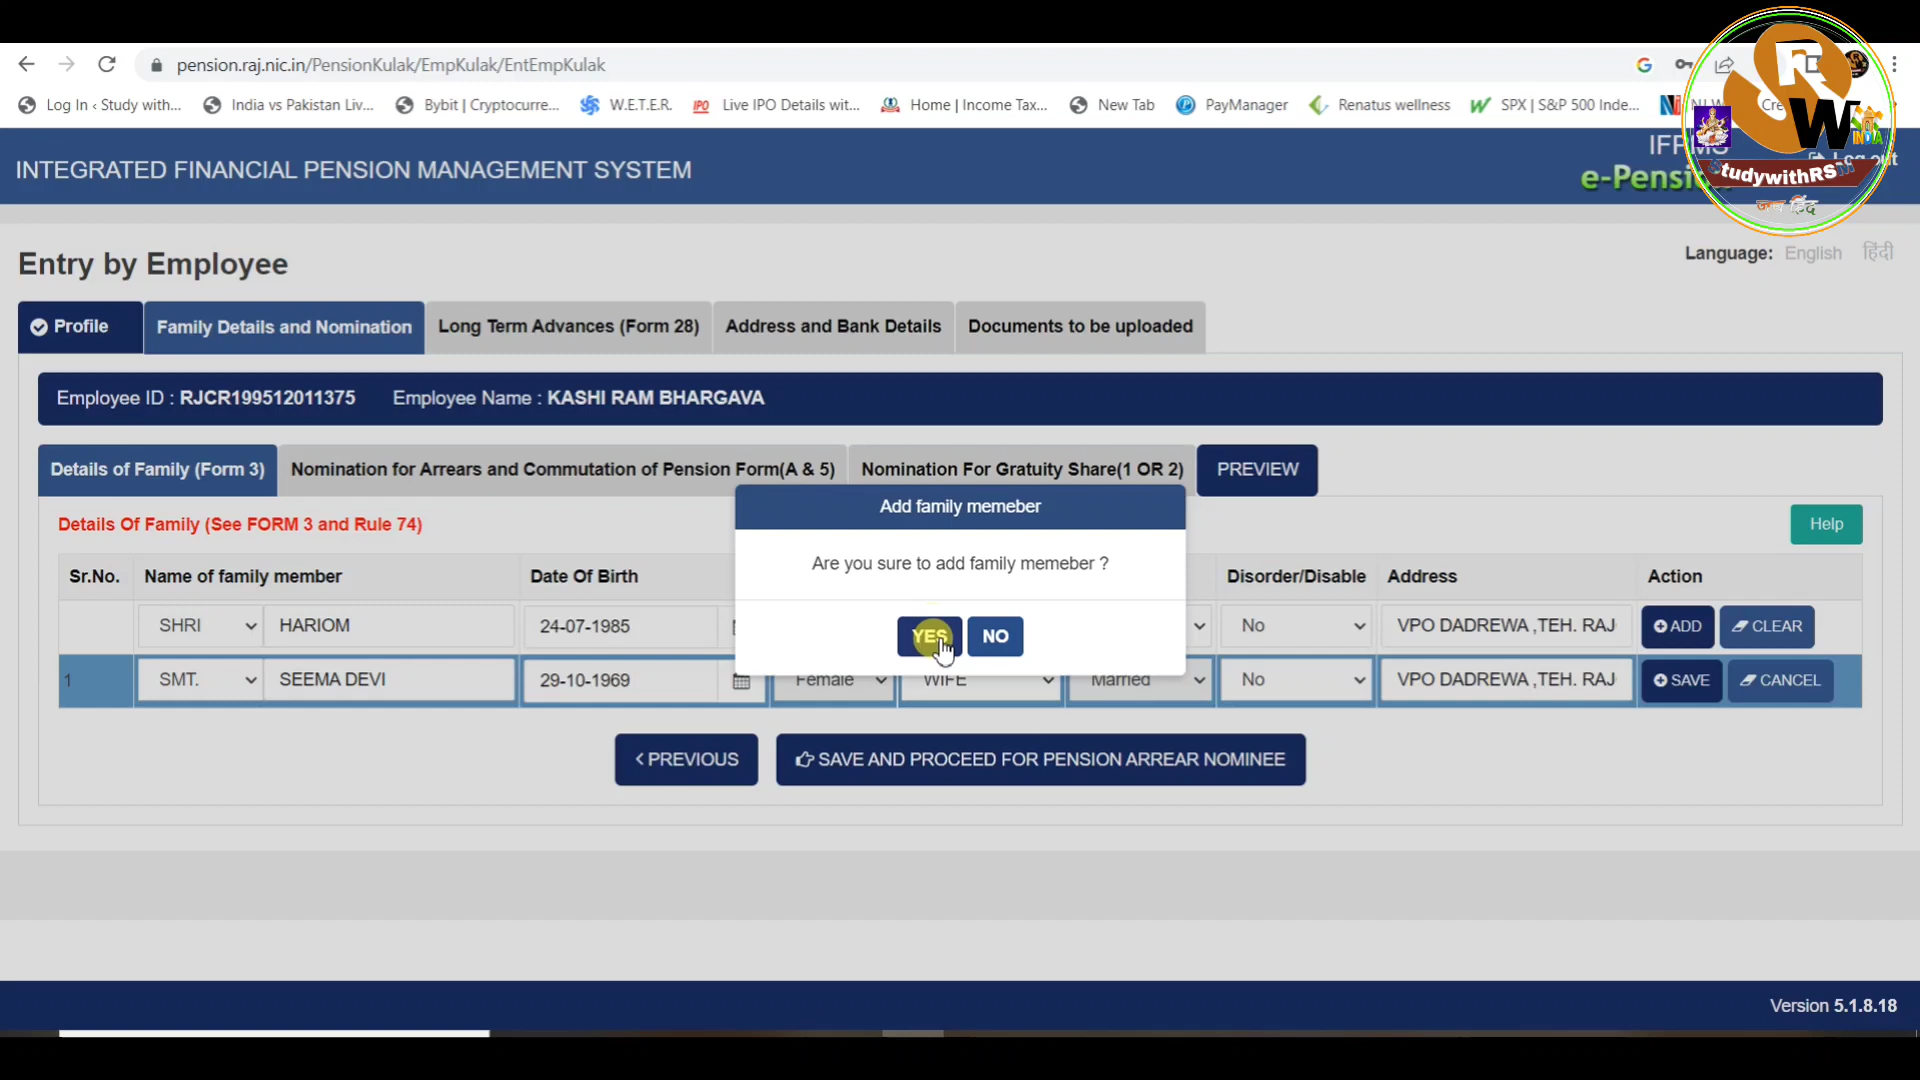 pension.raj.nic.in/PensionKulak/EmpKulak/EntEmpKulak
Log In ‹ Study with... India vs Pakistan Liv... Bybit | Cryptocurre... W.E.T.E.R. IPO Live IPO Details wit... Home | Income Tax... New Tab PayManager Renatus wellness SPX | S&P 500 Inde...
INTEGRATED FINANCIAL PENSION MANAGEMENT SYSTEM
RW
INDIA
StudywithRSM
जय हिंद
Entry by Employee
Language: English हिंदी
Profile Family Details and Nomination Long Term Advances (Form 28) Address and Bank Details Documents to be uploaded
Employee ID : RJCR199512011375 Employee Name : KASHI RAM BHARGAVA
Details of Family (Form 3) Nomination for Arrears and Commutation of Pension Form(A & 5) Nomination For Gratuity Share(1 OR 2) PREVIEW
Add family memeber
Details Of Family (See FORM 3 and Rule 74) Help
Are you sure to add family memeber ?
YES NO
Sr.No. Name of family member Date Of Birth Disorder/Disable Address Action
SHRI HARIOM 24-07-1985 No VPO DADREWA ,TEH. RAJ ADD CLEAR
1 SMT. SEEMA DEVI 29-10-1969 Female WIFE Married No VPO DADREWA ,TEH. RAJ SAVE CANCEL
PREVIOUS SAVE AND PROCEED FOR PENSION ARREAR NOMINEE
Version 5.1.8.18